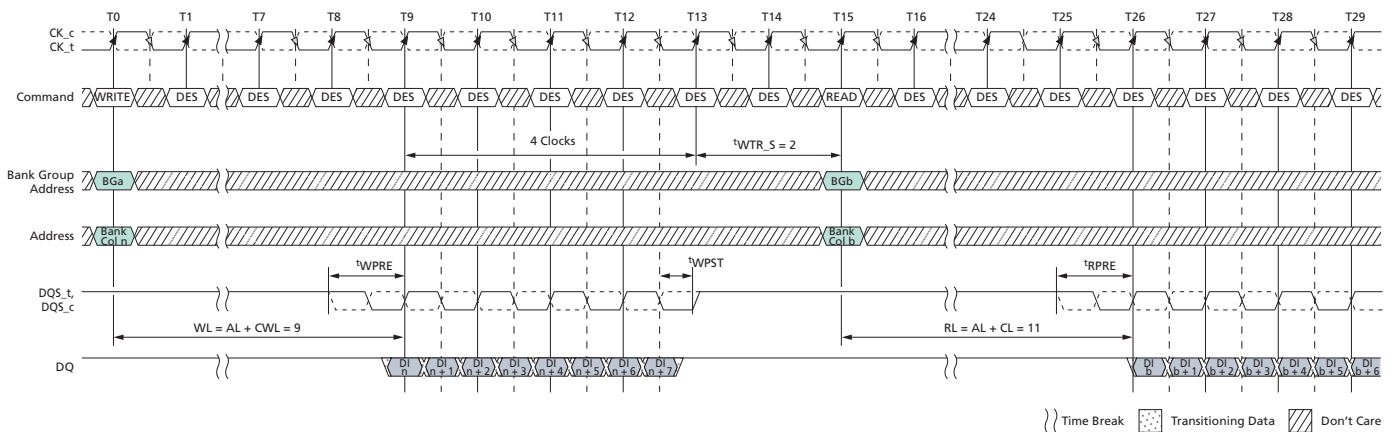 T0 T1 T7 T8 T9 T10 T11 T12 T13 T14 T15 T16 T24 T25 T26 T27 T28 T29
CK_c
CK_t
Command WRITE DES DES DES DES DES DES DES DES DES READ DES DES DES DES DES DES DES
4 Clocks tWTR_S = 2
Bank Group
Address
BGa BGb
Address
Bank
Col n
Bank
Col b
tWPRE tWPST tRPRE
DQS_t,
DQS_c
WL = AL + CWL = 9 RL = AL + CL = 11
DQ
DI
n
DI
n + 1
DI
n + 2
DI
n + 3
DI
n + 4
DI
n + 5
DI
n + 6
DI
n + 7
DI
b
DI
b + 1
DI
b + 2
DI
b + 3
DI
b + 4
DI
b + 5
DI
b + 6
Time Break Transitioning Data Don't Care